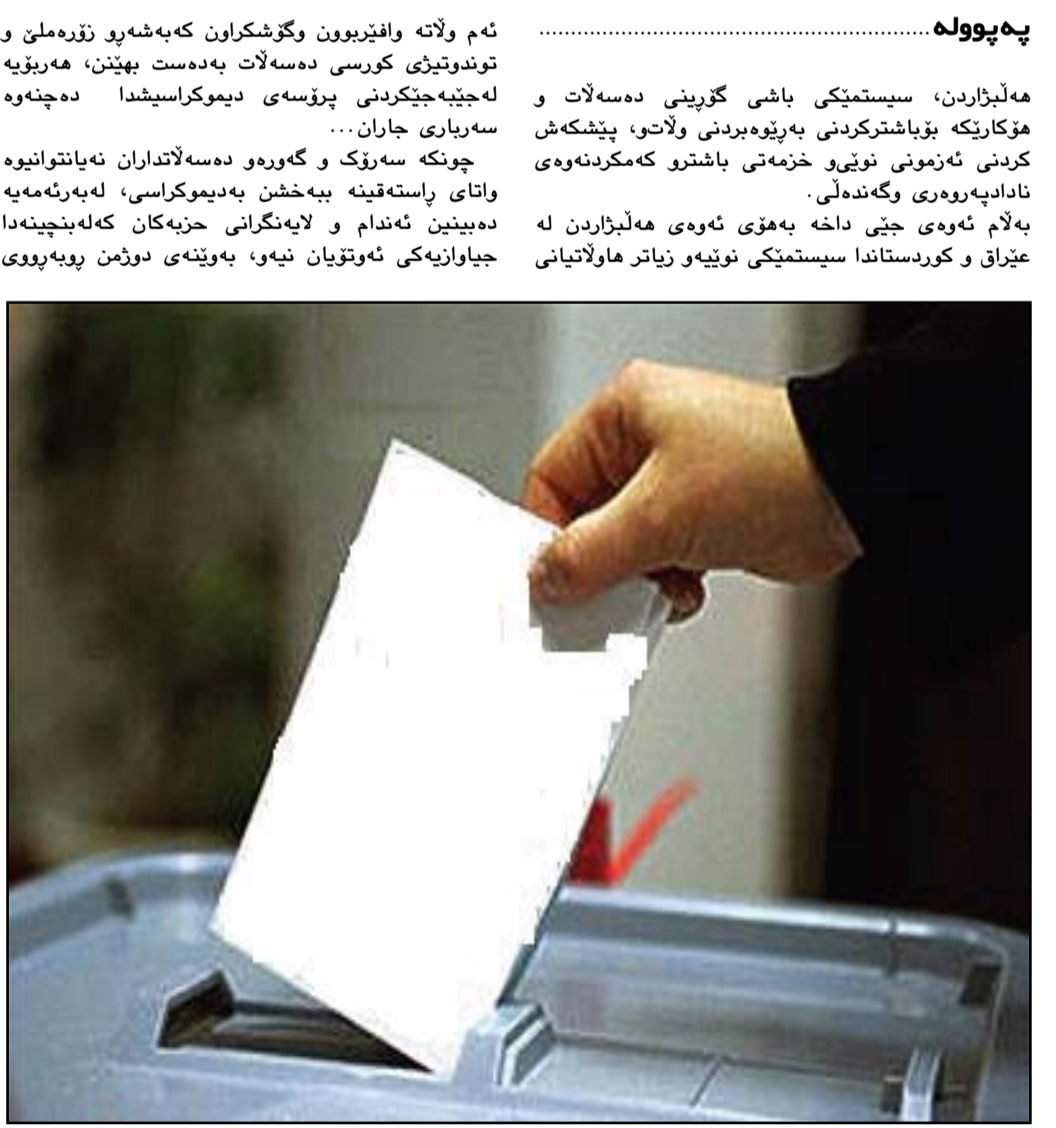 پەپوولە ............................................................
هەڵبژاردن، سیستمێکی باشی گۆڕینی دەسەڵات و
هۆکارێکە بۆباشترکردنی بەڕێوەبردنی وڵات‌و، پێشکەش
کردنی ئەزمونی نوێ‌و خزمەتی باشترو کەمکردنەوەی
نادادپەروەری وگەندەڵی.
بەڵام ئەوەی جێی داخە بەهۆی ئەوەی هەڵبژاردن لە
عێراق و کوردستاندا سیستمێکی نوێیەو زیاتر هاوڵاتیانی
ئەم وڵاتە وافێربوون وگۆشکراون کەبەشەڕو زۆرەملێ و
توندوتیژی کورسی دەسەڵات بەدەست بهێنن، هەربۆیە
لەجێبەجێکردنی پرۆسەی دیموکراسیشدا دەچنەوە
سەرباری جاران...
چونکە سەرۆک و گەورەو دەسەڵاتداران نەیانتوانیوە
واتای ڕاستەقینە ببەخشن بەدیموکراسی، لەبەرئەمەیە
دەبینین ئەندام و لایەنگرانی حزبەکان کەلەبنچینەدا
جیاوازیەکی ئەوتۆیان نیەو، بەوێنەی دوژمن ڕوبەڕووی